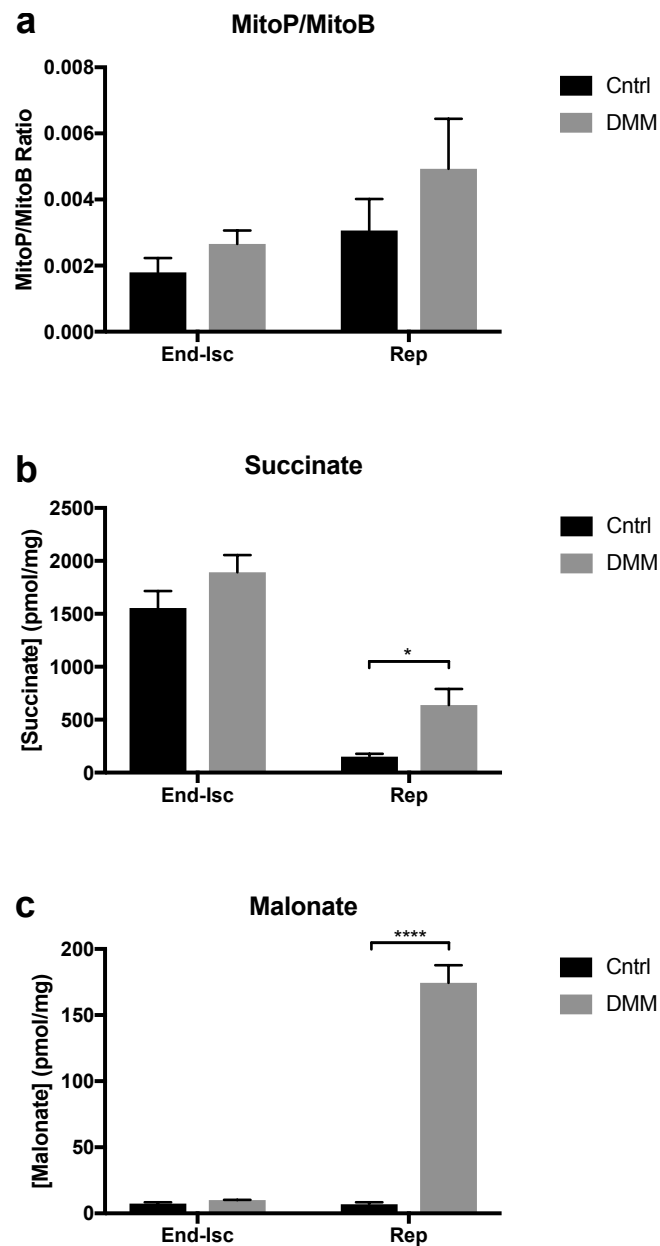 a
MitoP/MitoB
MitoP/MitoB Ratio
0.008
0.006
0.004
0.002
0.000
End-Isc
Rep
Cntrl
DMM
b
Succinate
[Succinate] (pmol/mg)
2500
2000
1500
1000
500
0
*
End-Isc
Rep
Cntrl
DMM
c
Malonate
[Malonate] (pmol/mg)
200
150
100
50
0
****
End-Isc
Rep
Cntrl
DMM